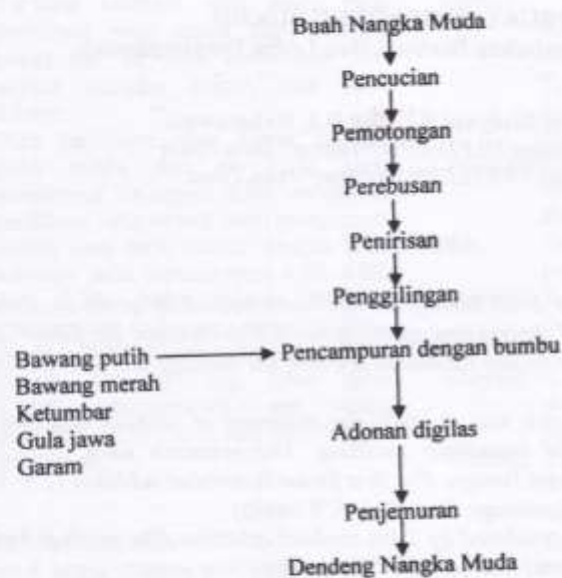 Buah Nangka Muda
Pencucian
Pemotongan
Perebusan
Penirisan
Penggilingan
Bawang putih
Pencampuran dengan bumbu
Bawang merah
Ketumbar
Gula jawa
Garam
Adonan digilas
Penjemuran
Dendeng Nangka Muda